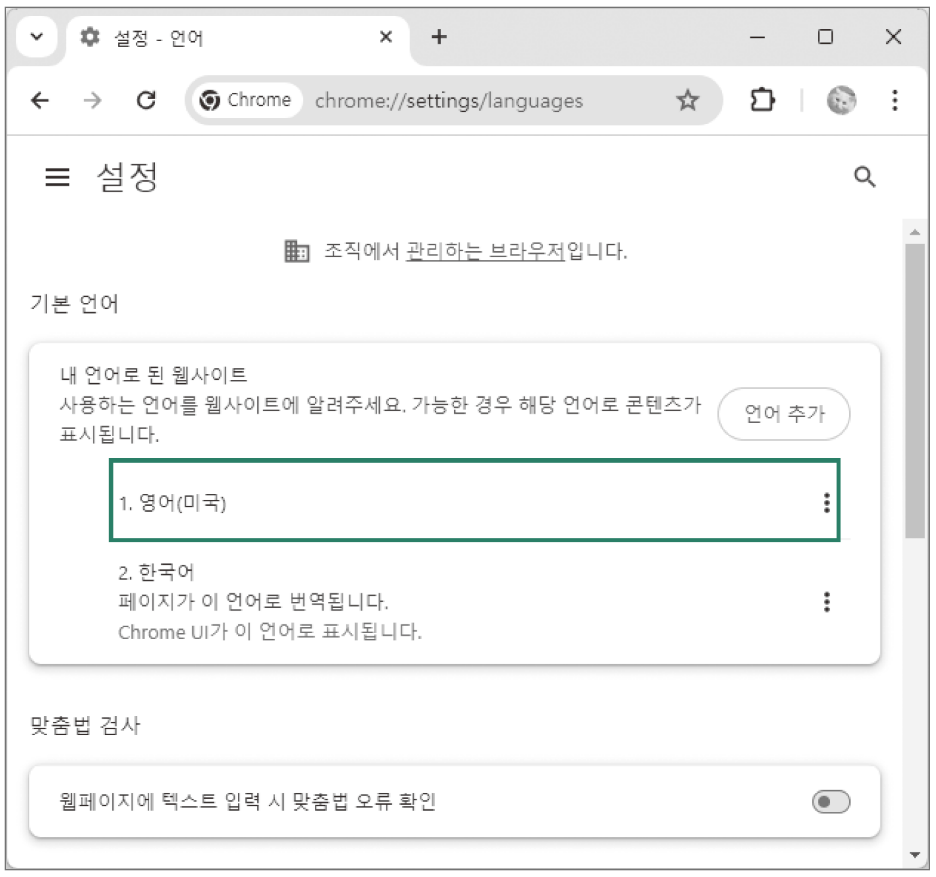 설정 - 언어
Chrome
chrome://settings/languages
설정
조직에서 관리하는 브라우저입니다.
기본 언어
내 언어로 된 웹사이트
사용하는 언어를 웹사이트에 알려주세요. 가능한 경우 해당 언어로 콘텐츠가
표시됩니다.
언어 추가
1. 영어(미국)
2. 한국어
페이지가 이 언어로 번역됩니다.
Chrome UI가 이 언어로 표시됩니다.
맞춤법 검사
웹페이지에 텍스트 입력 시 맞춤법 오류 확인